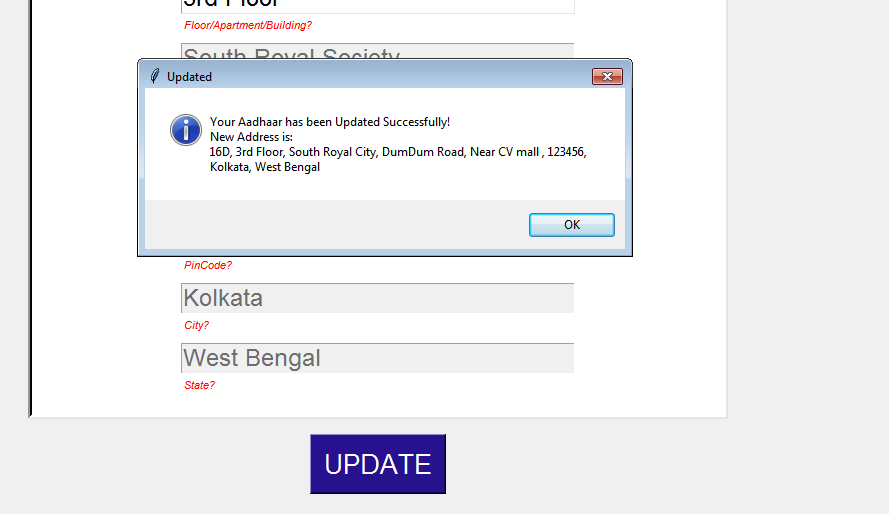 3rd Floor
Floor/Apartment/Building?
South Royal Society
Updated
Your Aadhaar has been Updated Successfully!
New Address is:
16D, 3rd Floor, South Royal City, DumDum Road, Near CV mall , 123456,
Kolkata, West Bengal
OK
PinCode?
Kolkata
City?
West Bengal
State?
UPDATE